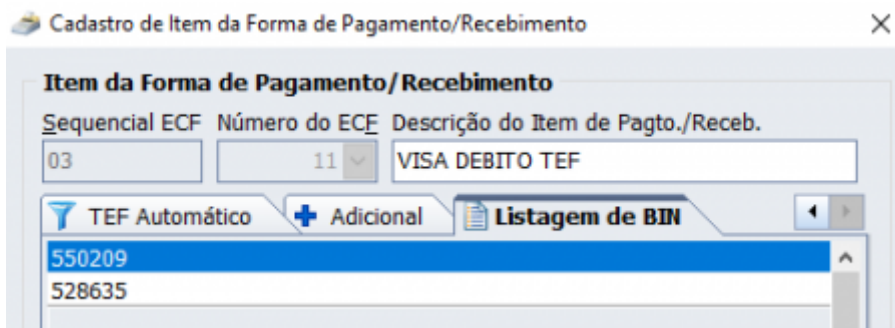 Cadastro de Item da Forma de Pagamento/Recebimento
Item da Forma de Pagamento/Recebimento
Sequencial ECF Número do ECF Descrição do Item de Pagto./Receb.
03 11 VISA DEBITO TEF
TEF Automático Adicional Listagem de BIN
550209
528635